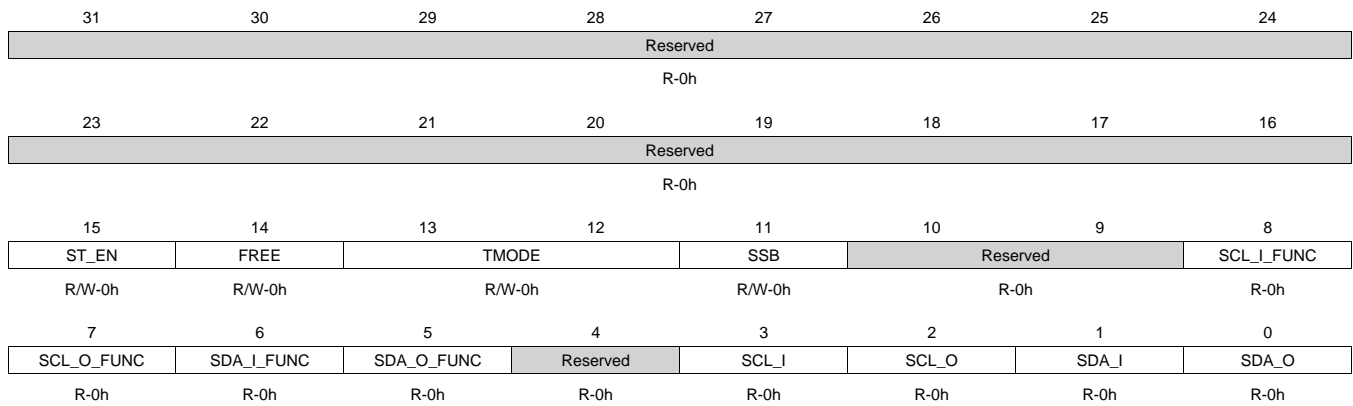 31 30 29 28 27 26 25 24
Reserved
R-0h
23 22 21 20 19 18 17 16
Reserved
R-0h
15 14 13 12 11 10 9 8
ST_EN FREE TMODE SSB Reserved SCL_I_FUNC
R/W-0h R/W-0h R/W-0h R/W-0h R-0h R-0h
7 6 5 4 3 2 1 0
SCL_O_FUNC SDA_I_FUNC SDA_O_FUNC Reserved SCL_I SCL_O SDA_I SDA_O
R-0h R-0h R-0h R-0h R-0h R-0h R-0h R-0h